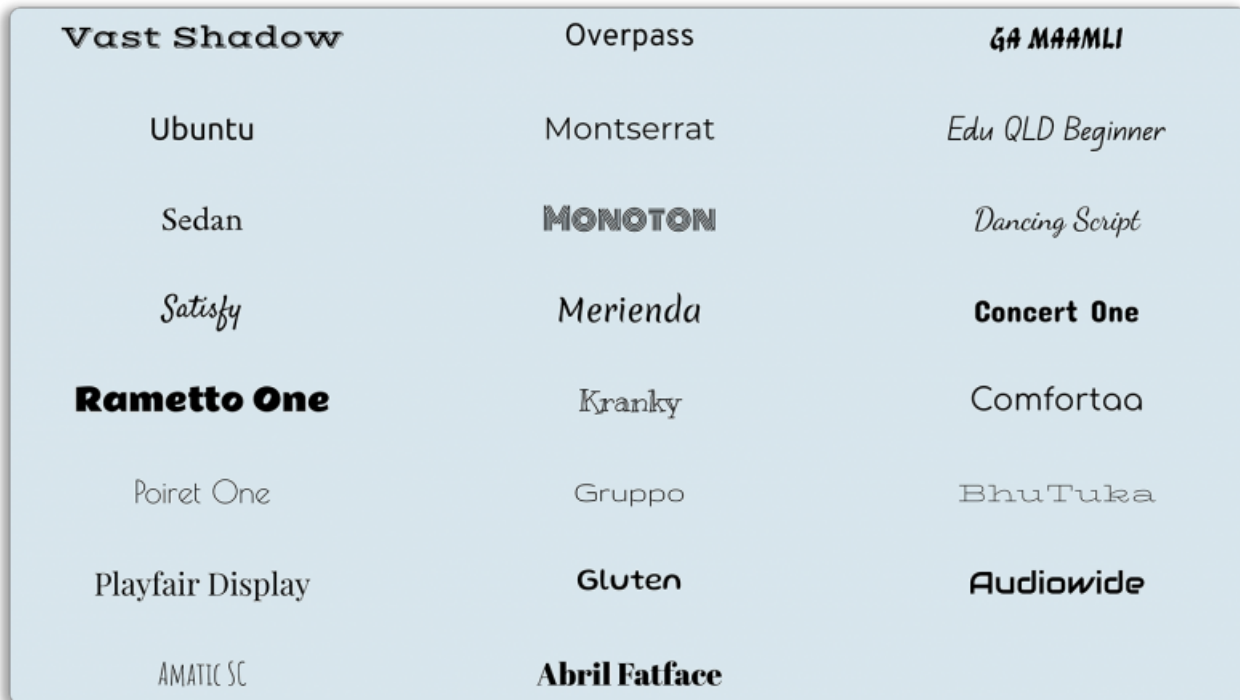 Vast Shadow Overpass GA MAAMLI
Ubuntu Montserrat Edu QLD Beginner
Sedan MONOTON Dancing Script
Satisfy Merienda Concert One
Rametto One Kranky Comfortaa
Poiret One Gruppo BhuTuka
Playfair Display Gluten Audiowide
AMATIC SC Abril Fatface